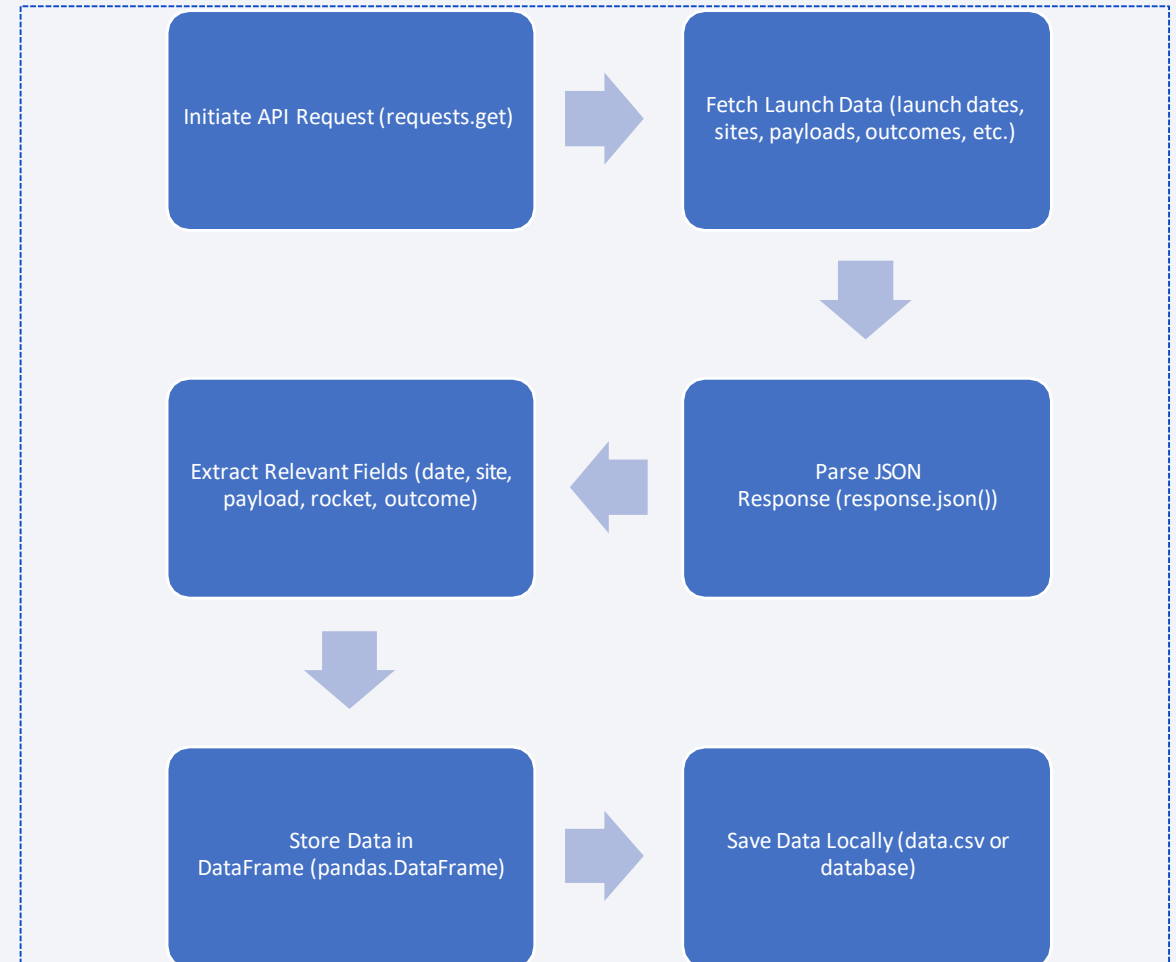 Initiate API Request (requests.get)
Fetch Launch Data (launch dates,
sites, payloads, outcomes, etc.)
Parse JSON
Response (response.json())
Extract Relevant Fields (date, site,
payload, rocket, outcome)
Store Data in
DataFrame (pandas.DataFrame)
Save Data Locally (data.csv or
database)